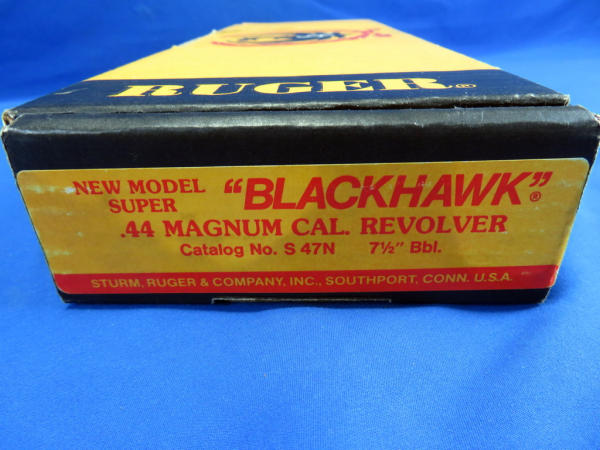 RUGER®
NEW MODEL SUPER "BLACKHAWK"®
.44 MAGNUM CAL. REVOLVER
Catalog No. S 47N 7½" Bbl.
STURM, RUGER & COMPANY, INC., SOUTHPORT, CONN. U.S.A.